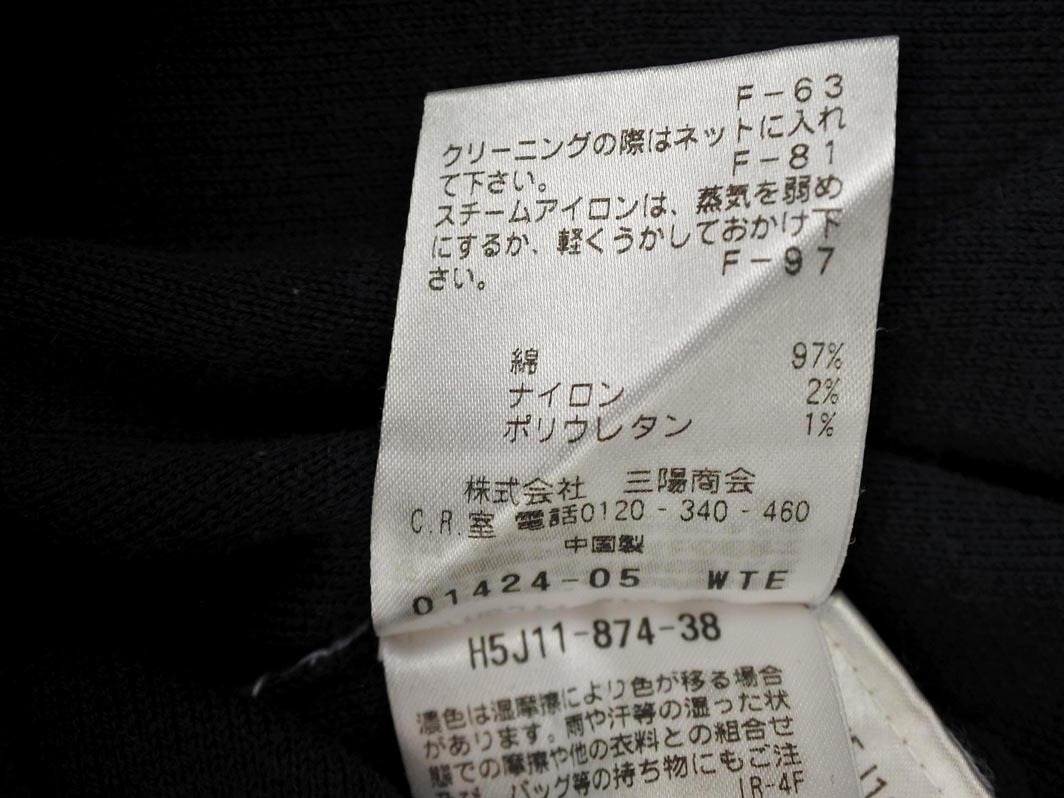 F-63
クリーニングの際はネットに入れ
F-81
て下さい。
スチームアイロンは、蒸気を弱め
にするか、軽くうかしておかけ下
F-97
さい。
綿 97%
ナイロン 2%
ポリウレタン 1%
株式会社 三陽商会
C.R.室 電話0120-340-460
中国製
01424-05 WTE
H5J11-874-38
濃色は湿摩擦により色が移る場合
があります。雨や汗等の湿った状
態での摩擦や他の衣料との組合せ
バッグ等の持ち物にもご注
IR-4F